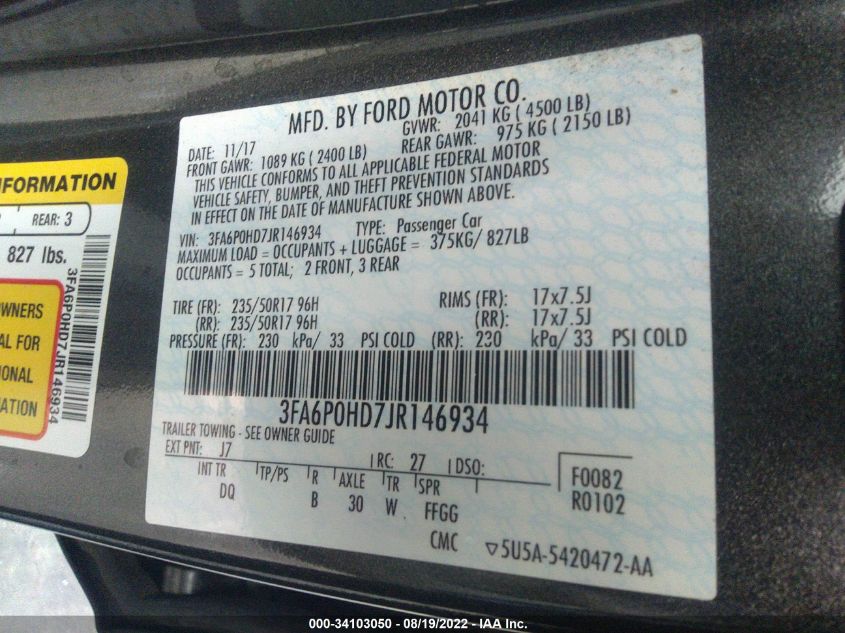 NFORMATION
REAR: 3
827 lbs.
OWNERS
AL FOR
IONAL
3FA6P0HD7JR146934
MFD. BY FORD MOTOR CO.
DATE: 11/17 GVWR: 2041 KG ( 4500 LB)
FRONT GAWR: 1089 KG ( 2400 LB) REAR GAWR: 975 KG ( 2150 LB)
THIS VEHICLE CONFORMS TO ALL APPLICABLE FEDERAL MOTOR
VEHICLE SAFETY, BUMPER, AND THEFT PREVENTION STANDARDS
IN EFFECT ON THE DATE OF MANUFACTURE SHOWN ABOVE.
VIN: 3FA6P0HD7JR146934 TYPE: Passenger Car
MAXIMUM LOAD = OCCUPANTS + LUGGAGE = 375KG/ 827LB
OCCUPANTS = 5 TOTAL; 2 FRONT, 3 REAR
TIRE (FR): 235/50R17 96H RIMS (FR): 17x7.5J
(RR): 235/50R17 96H (RR): 17x7.5J
PRESSURE (FR): 230 kPa/ 33 PSI COLD (RR): 230 kPa/ 33 PSI COLD
3FA6P0HD7JR146934
TRAILER TOWING - SEE OWNER GUIDE
EXT PNT: J7 RC: 27 DSO:
INT TR TP/PS R AXLE TR SPR
DQ B 30 W FFGG
F0082
R0102
CMC ▽5U5A-5420472-AA
000-34103050 - 08/19/2022 - IAA Inc.